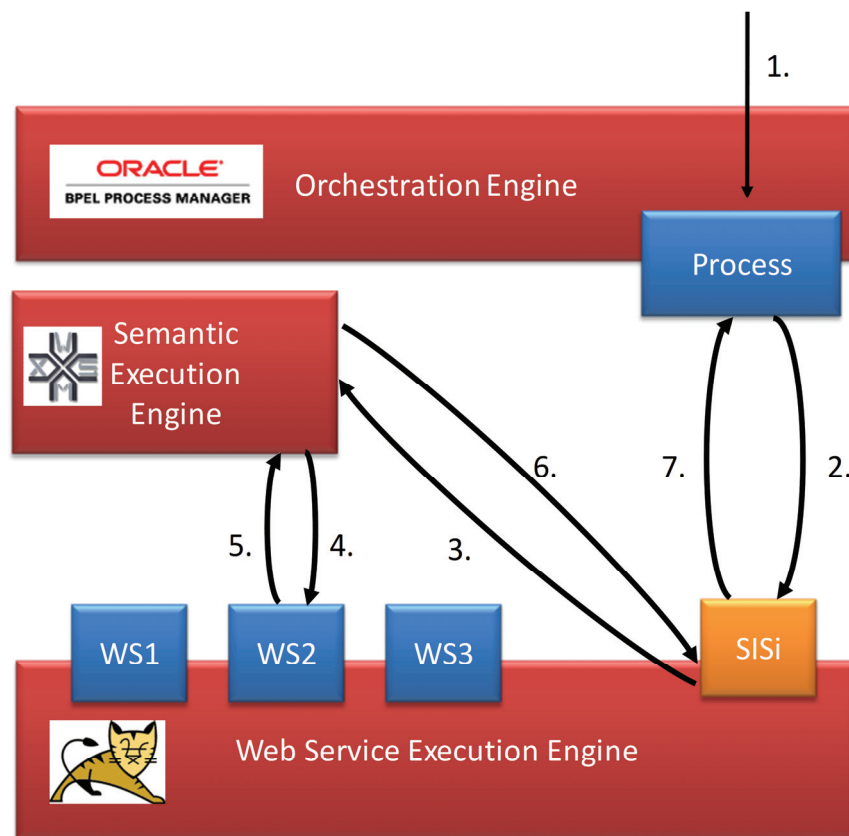 1.
ORACLE
BPEL PROCESS MANAGER
Orchestration Engine
Process
Semantic
Execution
Engine
W
X S
M
6.
7.
2.
5.
4.
3.
WS1
WS2
WS3
SISi
Web Service Execution Engine